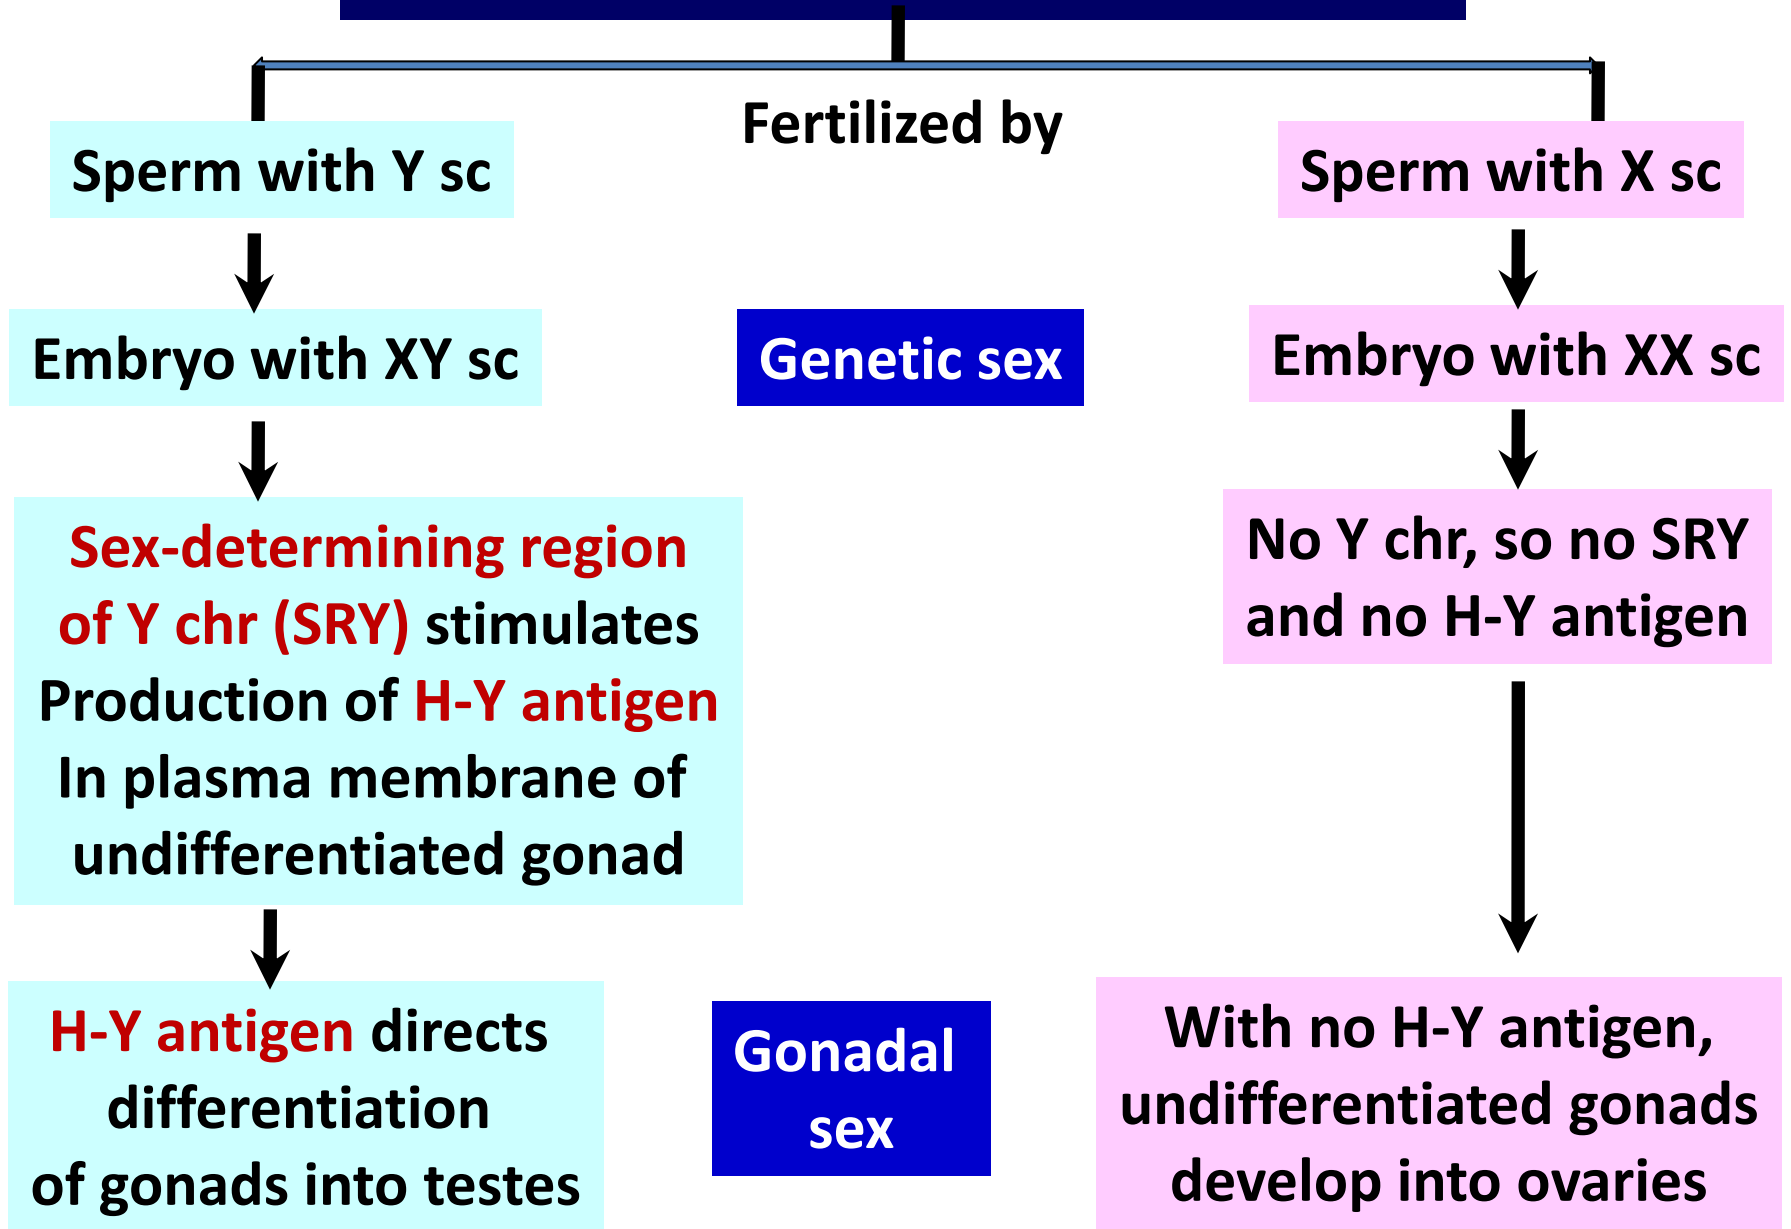 Fertilized by
Sperm with Y sc
Sperm with X sc
Embryo with XY sc
Genetic sex
Embryo with XX sc
Sex-determining region
of Y chr (SRY) stimulates
Production of H-Y antigen
In plasma membrane of
undifferentiated gonad
No Y chr, so no SRY
and no H-Y antigen
H-Y antigen directs
differentiation
of gonads into testes
Gonadal
sex
With no H-Y antigen,
undifferentiated gonads
develop into ovaries